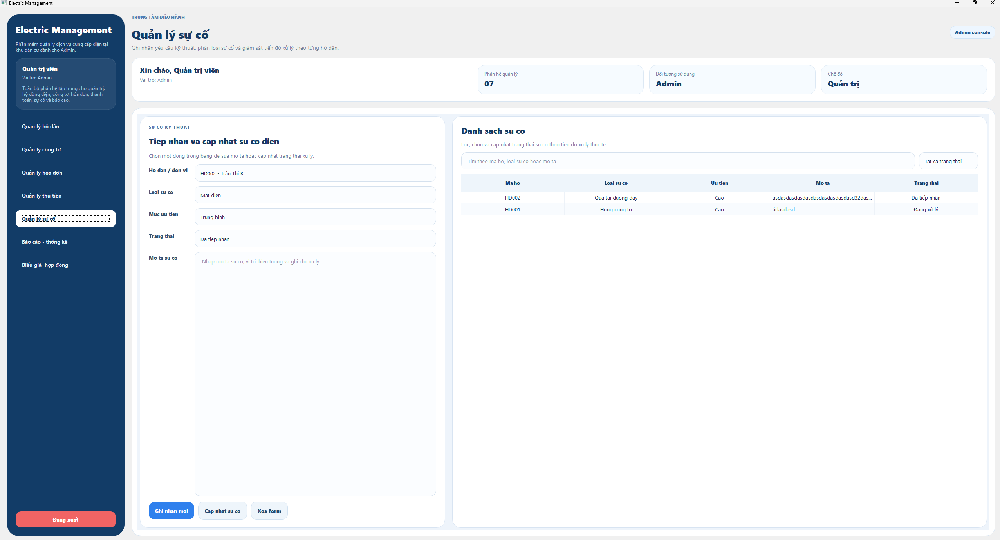 Electric Management
Electric Management
Phần mềm quản lý dịch vụ cung cấp điện tại
khu dân cư dành cho Admin.
Quản trị viên
Vai trò: Admin
Toàn bộ phân hệ tập trung cho quản trị:
hộ dùng điện, công tơ, hóa đơn, thanh
toán, sự cố và báo cáo.
Quản lý hộ dân
Quản lý công tơ
Quản lý hóa đơn
Quản lý thu tiền
Quản lý sự cố
Báo cáo - thống kê
Biểu giá  hợp đồng
Đăng xuất
TRUNG TÂM ĐIỀU HÀNH
Quản lý sự cố
Ghi nhận yêu cầu kỹ thuật, phân loại sự cố và giám sát tiến độ xử lý theo từng hộ dân.
Admin console
Xin chào, Quản trị viên
Vai trò: Admin
Phân hệ quản lý
07
Đối tượng sử dụng
Admin
Chế độ
Quản trị
SU CO KY THUAT
Tiep nhan va cap nhat su co dien
Chon mot dong trong bang de sua mo ta hoac cap nhat trang thai xu ly.
Ho dan / don vi
HD002 - Trần Thị B
Loai su co
Mat dien
Muc uu tien
Trung binh
Trang thai
Da tiep nhan
Mo ta su co
Nhap mo ta su co, vi tri, hien tuong va ghi chu xu ly...
Ghi nhan moi
Cap nhat su co
Xoa form
Danh sach su co
Loc, chon va cap nhat trang thai su co theo tien do xu ly thuc te.
Tim theo ma ho, loai su co hoac mo ta
Tat ca trang thai
Ma ho Loai su co Uu tien Mo ta Trang thai
HD002 Qua tai duong day Cao asdasdasdasdasdasdasdasdasdasd32das... Đã tiếp nhận
HD001 Hong cong to Cao ádasdasd Đang xử lý